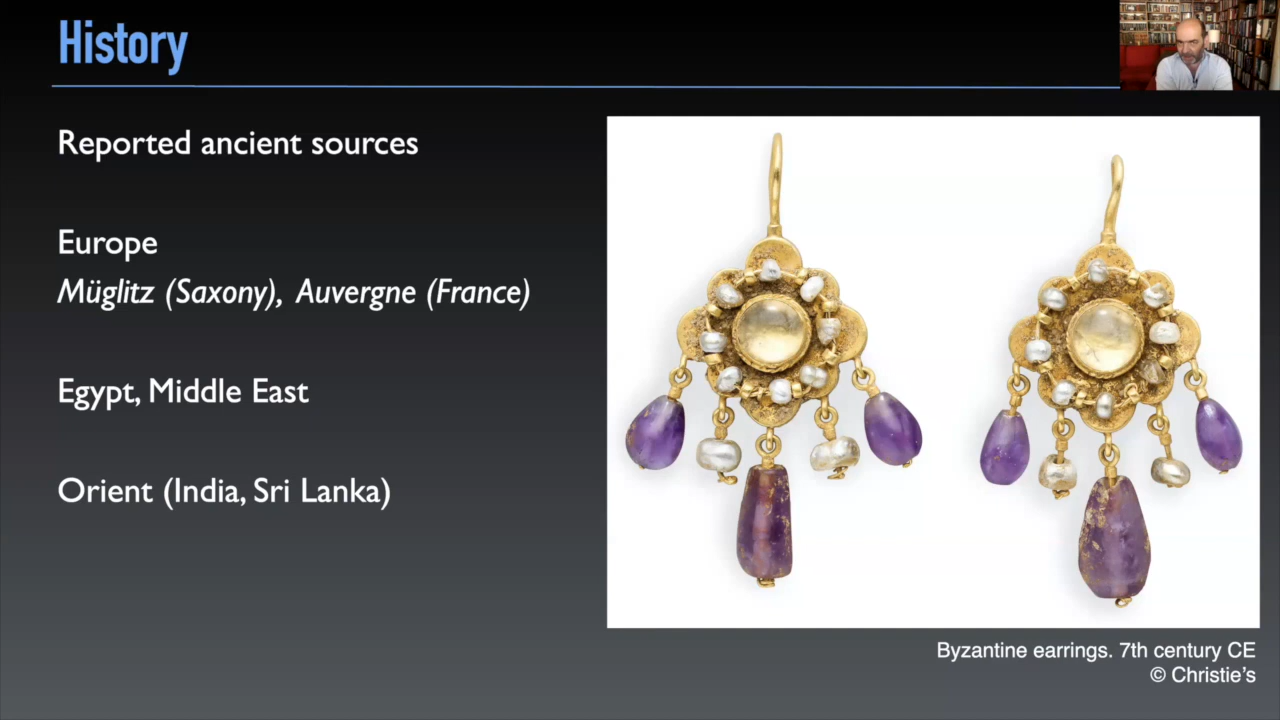 History
Reported ancient sources
Europe
Müglitz (Saxony), Auvergne (France)
Egypt, Middle East
Orient (India, Sri Lanka)
Byzantine earrings. 7th century CE
© Christie's